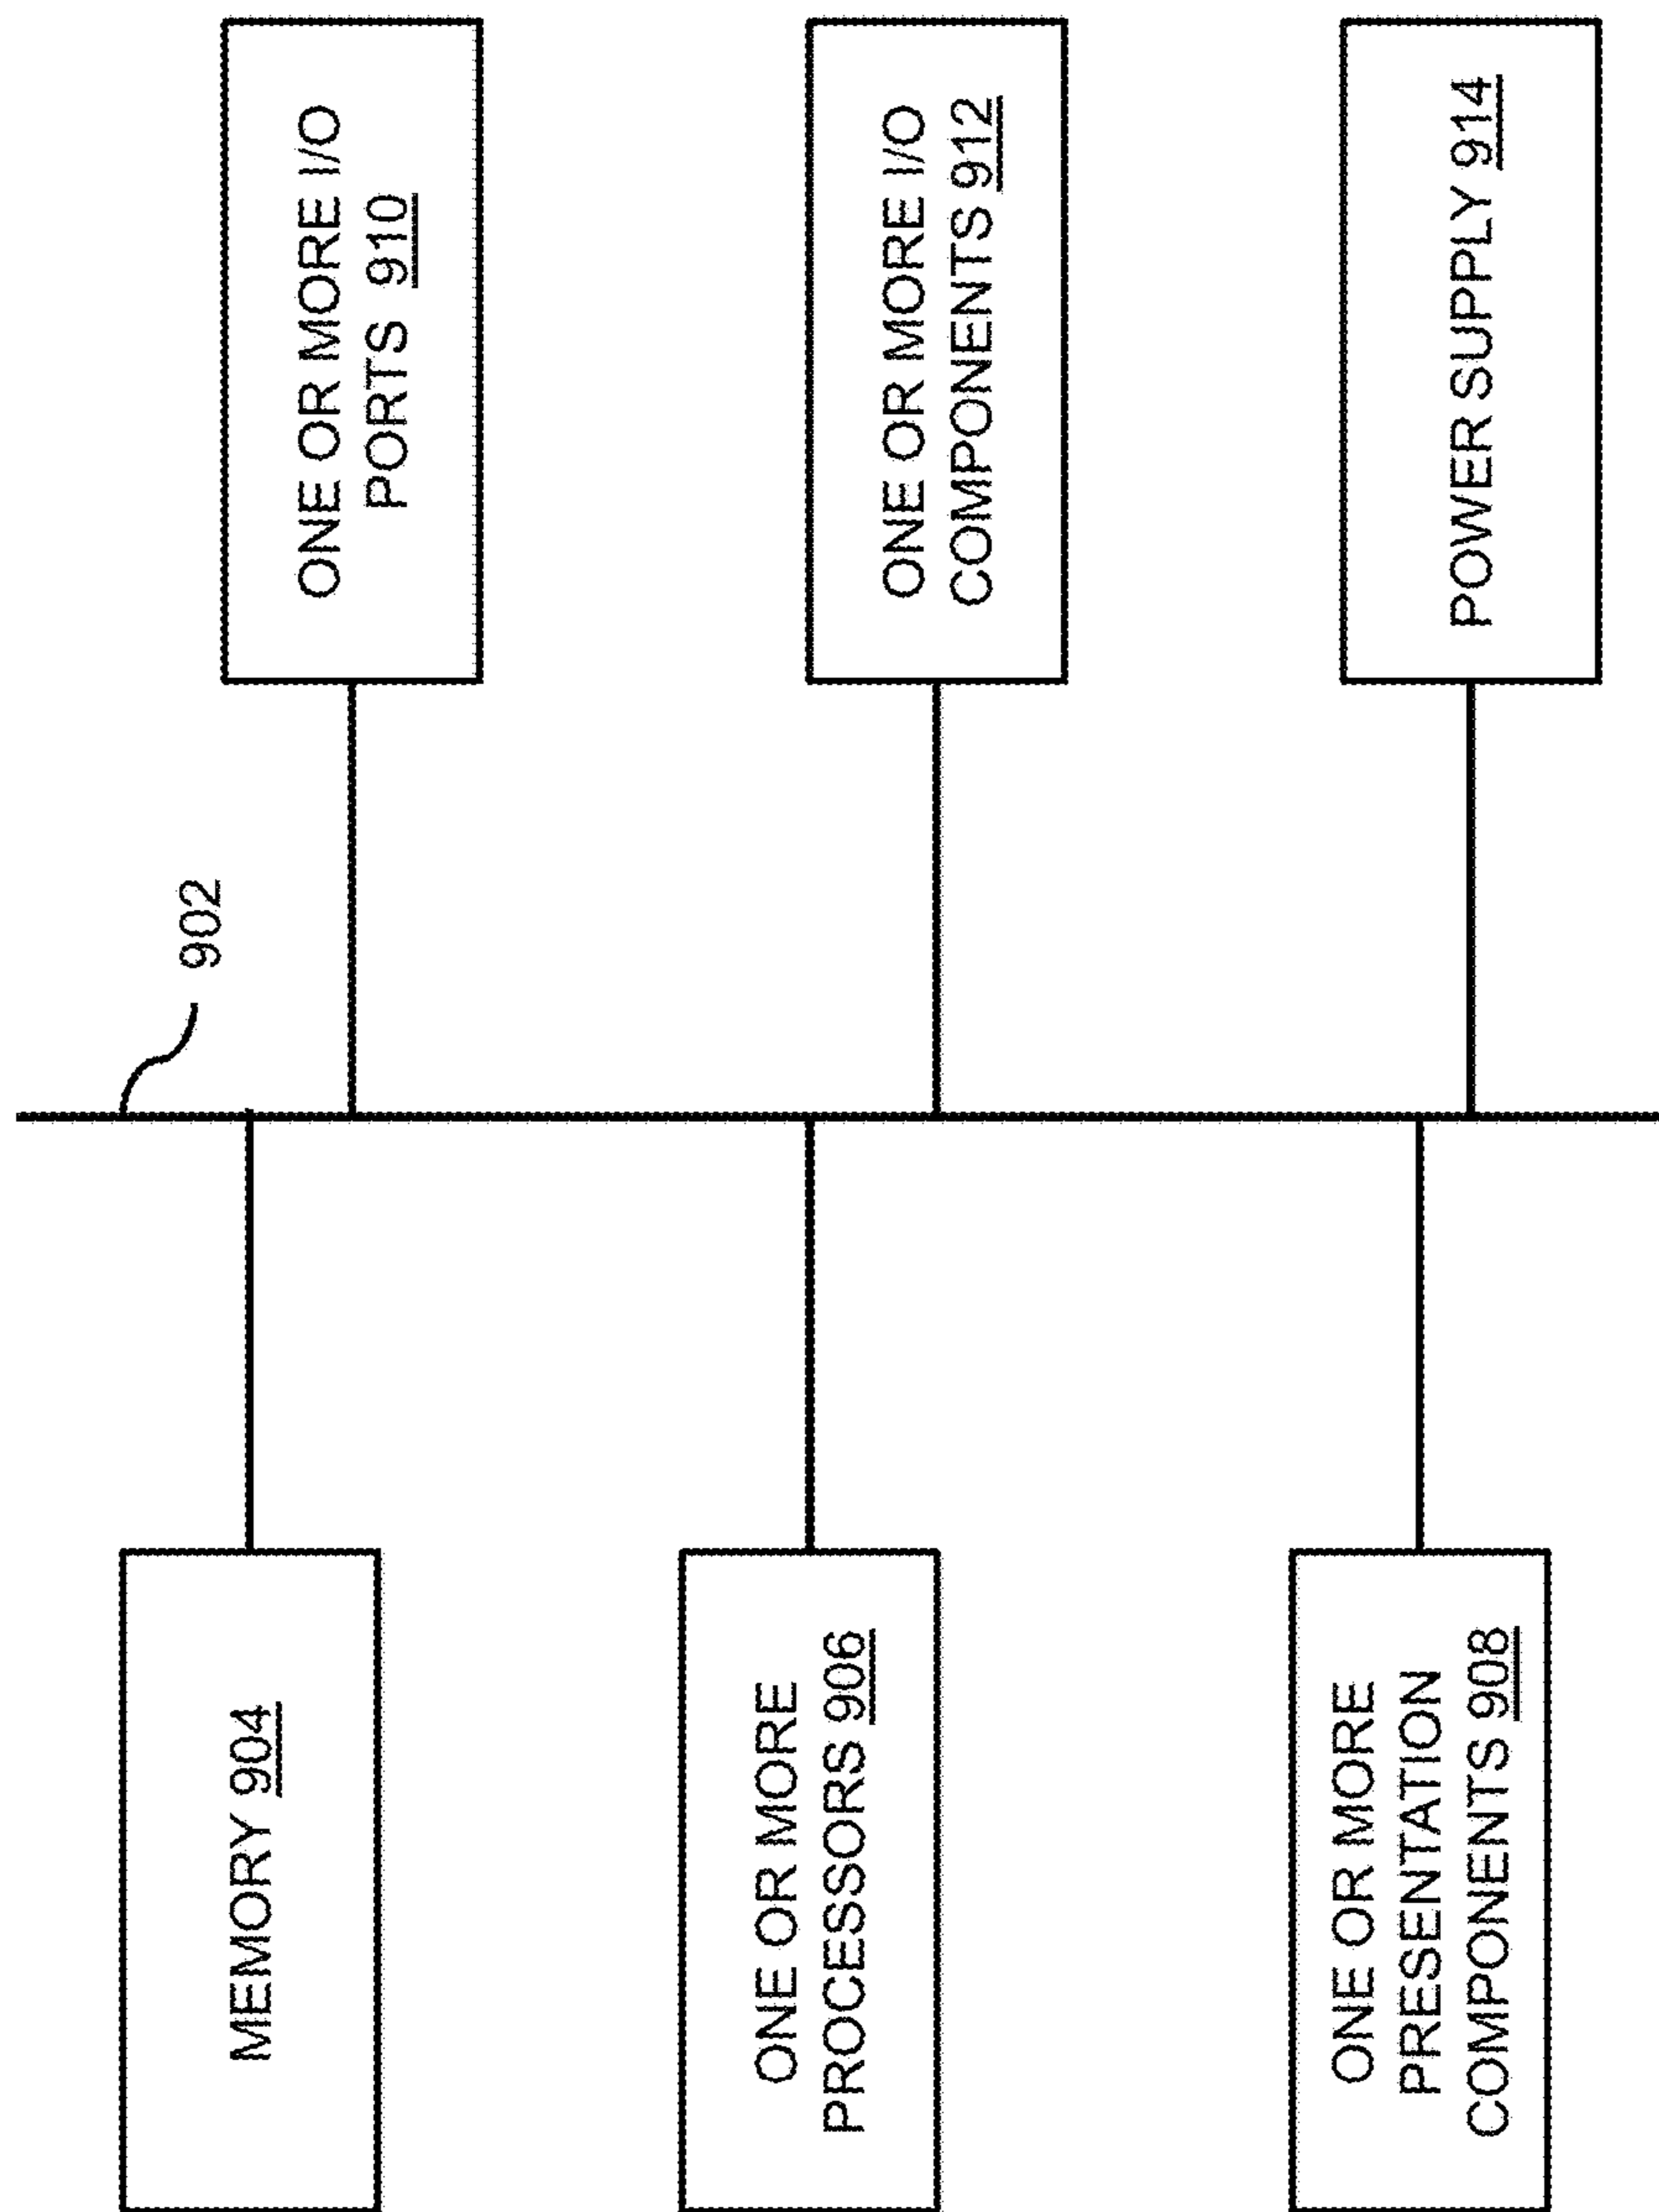 902
MEMORY 904
ONE OR MORE
PROCESSORS 906
ONE OR MORE
PRESENTATION
COMPONENTS 908
ONE OR MORE I/O
PORTS 910
ONE OR MORE I/O
COMPONENTS 912
POWER SUPPLY 914